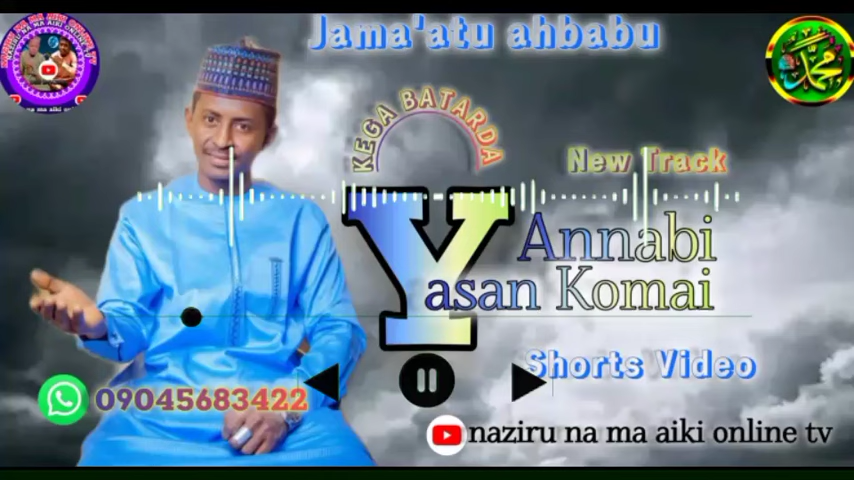 Jama'atu ahbabu
KEGA BATARDA
New Track
Annabi
Yasan Komai
Shorts Video
09045683422
naziru na ma aiki online tv
محمد